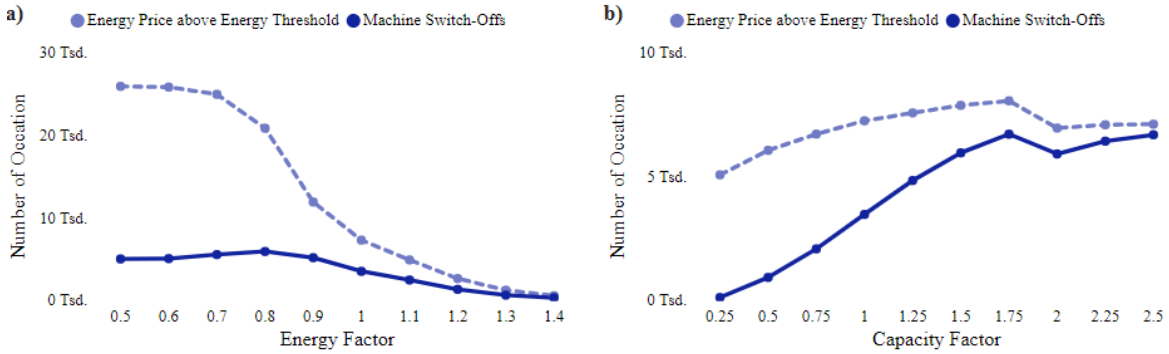 a)
Energy Price above Energy Threshold Machine Switch-Offs
30 Tsd.
20 Tsd.
10 Tsd.
0 Tsd.
Number of Occation
0.5 0.6 0.7 0.8 0.9 1 1.1 1.2 1.3 1.4
Energy Factor
b)
Energy Price above Energy Threshold Machine Switch-Offs
10 Tsd.
5 Tsd.
0 Tsd.
Number of Occation
0.25 0.5 0.75 1 1.25 1.5 1.75 2 2.25 2.5
Capacity Factor